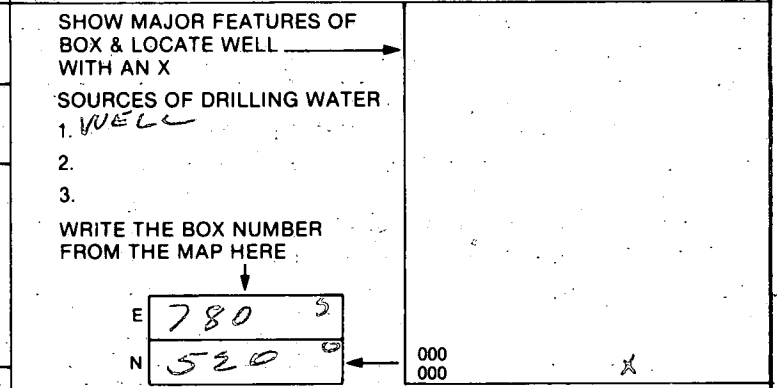 SHOW MAJOR FEATURES OF
BOX & LOCATE WELL
WITH AN X
SOURCES OF DRILLING WATER
1. WELL
2.
3.
WRITE THE BOX NUMBER
FROM THE MAP HERE
E 780 5
N 520 0
000
000
X